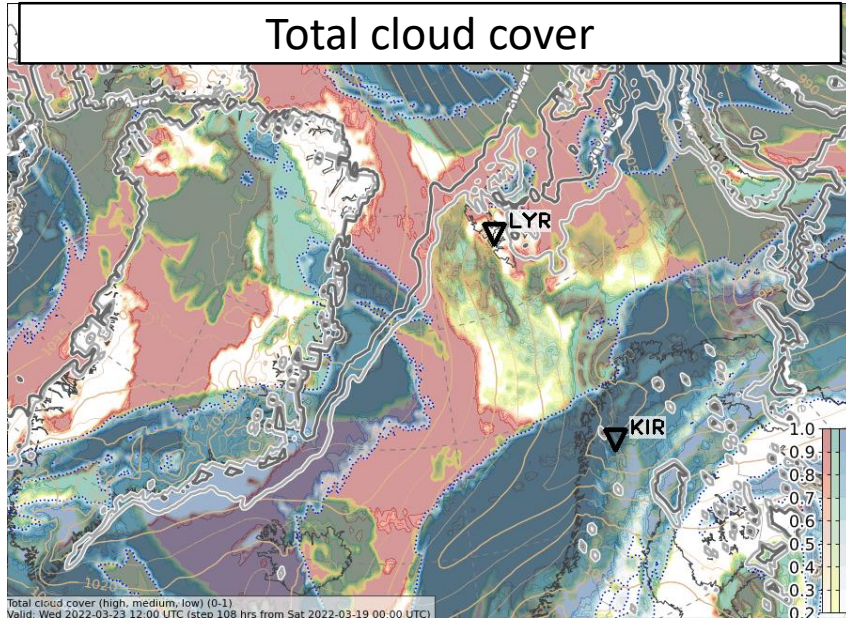 Total cloud cover
LYR
KIR
1.0
0.9
0.8
0.7
0.6
0.5
0.4
0.3
0.2
1020
Total cloud cover (high, medium, low) (0-1)
Valid: Wed 2022-03-23 12:00 UTC (step 108 hrs from Sat 2022-03-19 00:00 UTC)